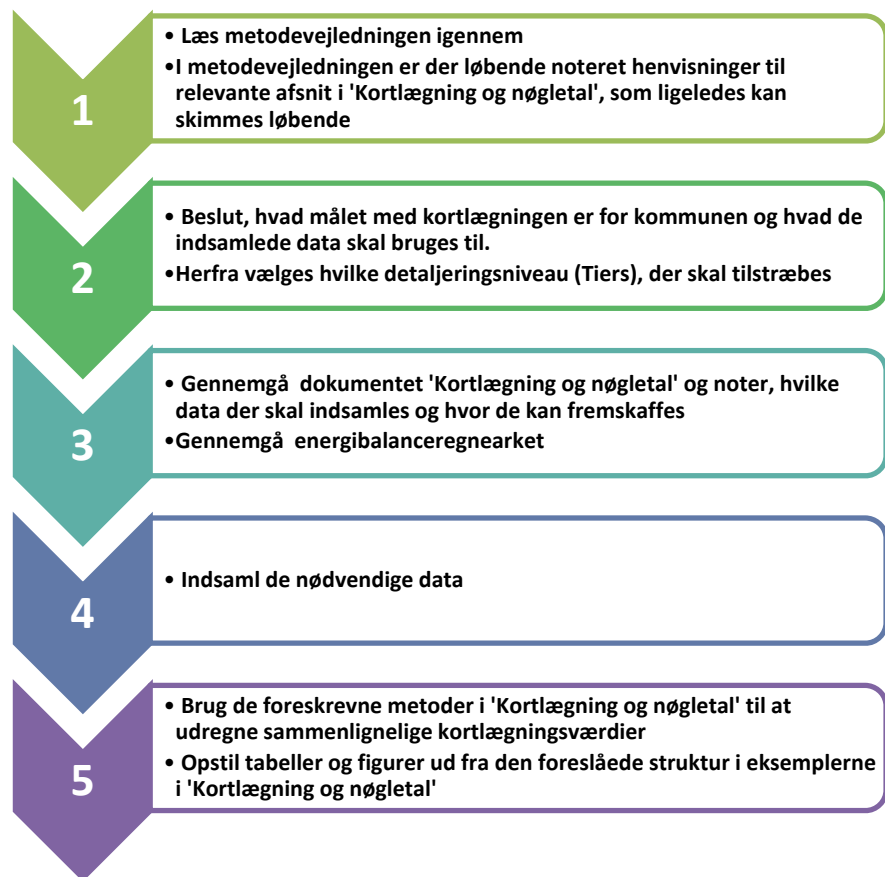 1
• Læs metodevejledningen igennem
•I metodevejledningen er der løbende noteret henvisninger til
relevante afsnit i 'Kortlægning og nøgletal', som ligeledes kan
skimmes løbende
2
• Beslut, hvad målet med kortlægningen er for kommunen og hvad de
indsamlede data skal bruges til.
• Herfra vælges hvilke detaljeringsniveau (Tiers), der skal tilstræbes
3
• Gennemgå dokumentet 'Kortlægning og nøgletal' og noter, hvilke
data der skal indsamles og hvor de kan fremskaffes
•Gennemgå energibalanceregnearket
4
• Indsaml de nødvendige data
5
• Brug de foreskrevne metoder i 'Kortlægning og nøgletal' til at
udregne sammenlignelige kortlægningsværdier
• Opstil tabeller og figurer ud fra den foreslåede struktur i eksemplerne
i 'Kortlægning og nøgletal'